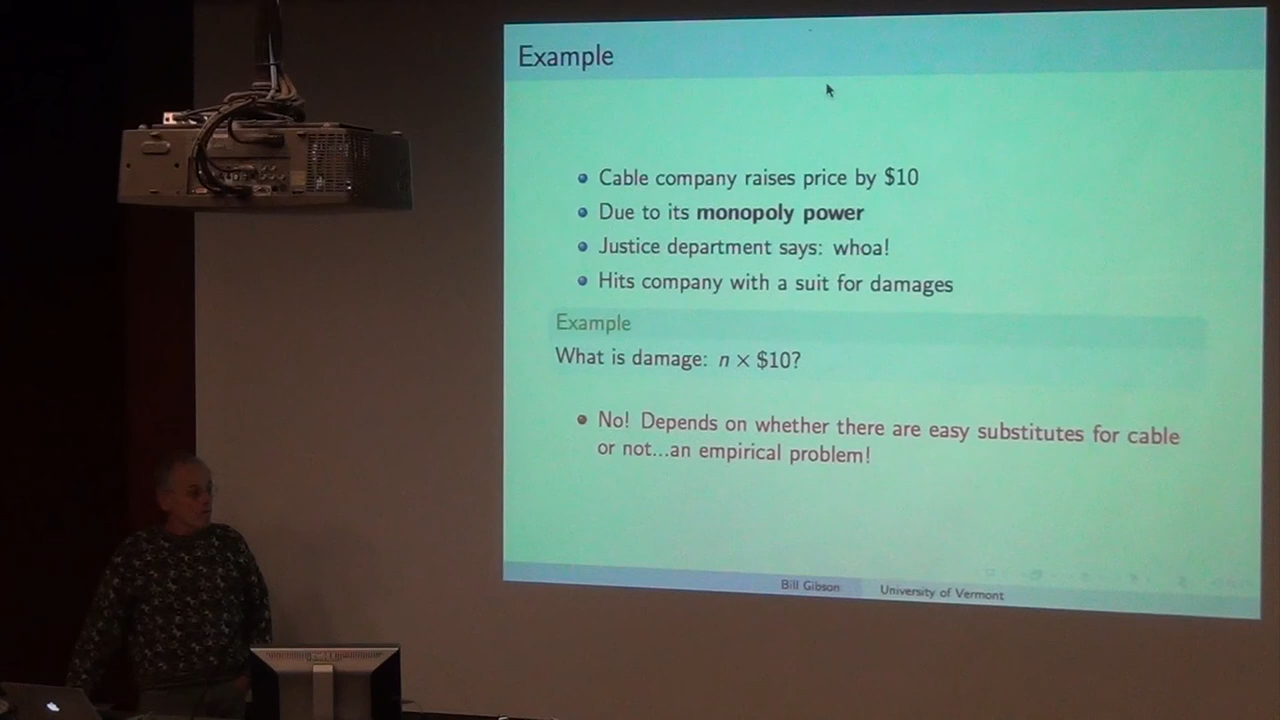 Example
Cable company raises price by $10
Due to its monopoly power
Justice department says: whoa!
Hits company with a suit for damages
Example
What is damage: n × $10?
No! Depends on whether there are easy substitutes for cable
or not...an empirical problem!
Bill Gibson University of Vermont